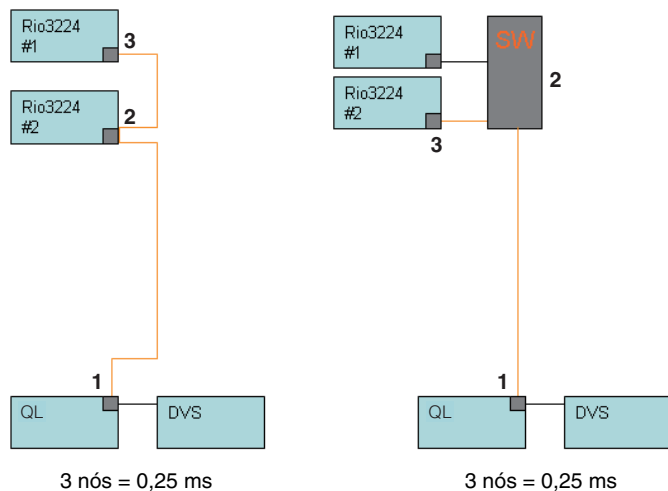 Rio3224
#1
3
Rio3224
#2
2
1
QL
DVS
3 nós = 0,25 ms
Rio3224
#1
SW
2
Rio3224
#2
3
1
QL
DVS
3 nós = 0,25 ms